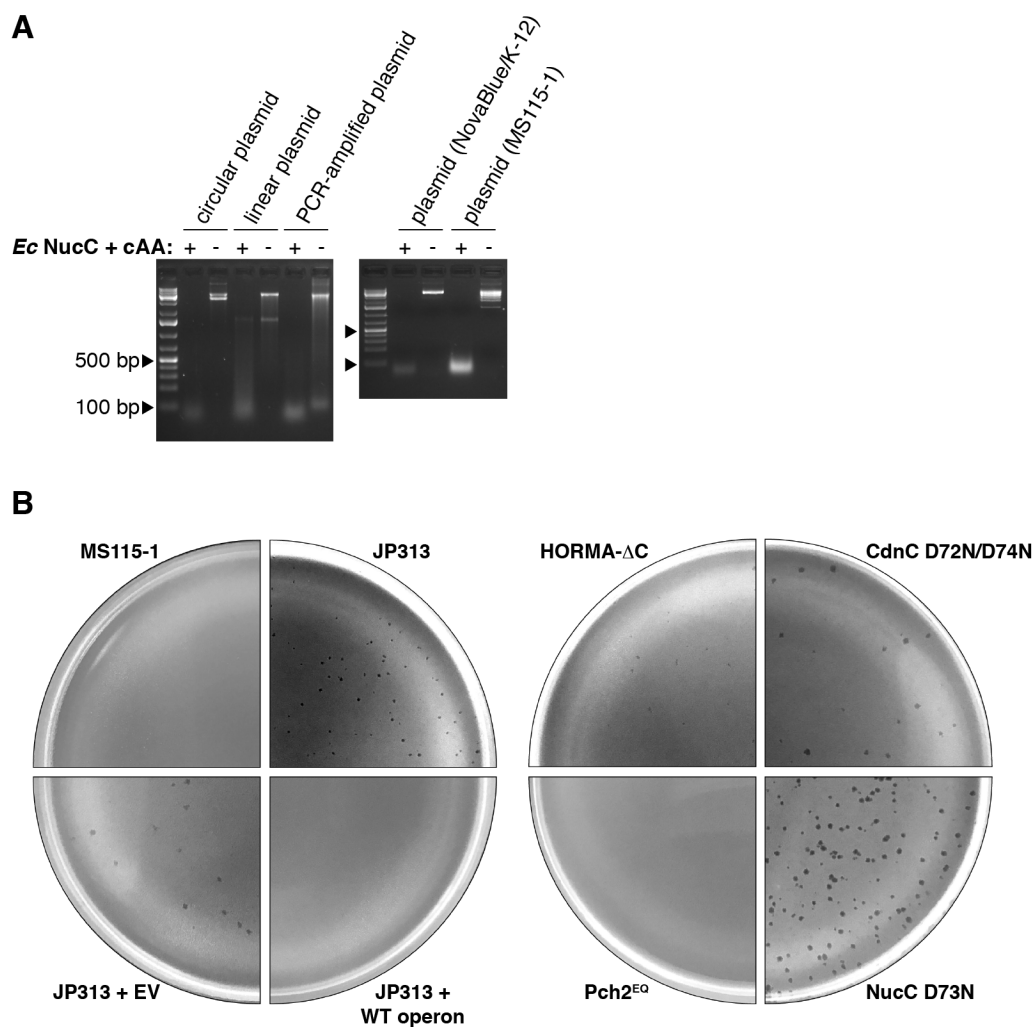 A
circular plasmid
linear plasmid
PCR-amplified plasmid
plasmid (NovaBlue/K-12)
plasmid (MS115-1)
Ec NucC + cAA: + - + - + - + - + -
500 bp
100 bp
B
MS115-1
JP313
HORMA-ΔC
CdnC D72N/D74N
JP313 + EV
JP313 +
WT operon
Pch2EQ
NucC D73N